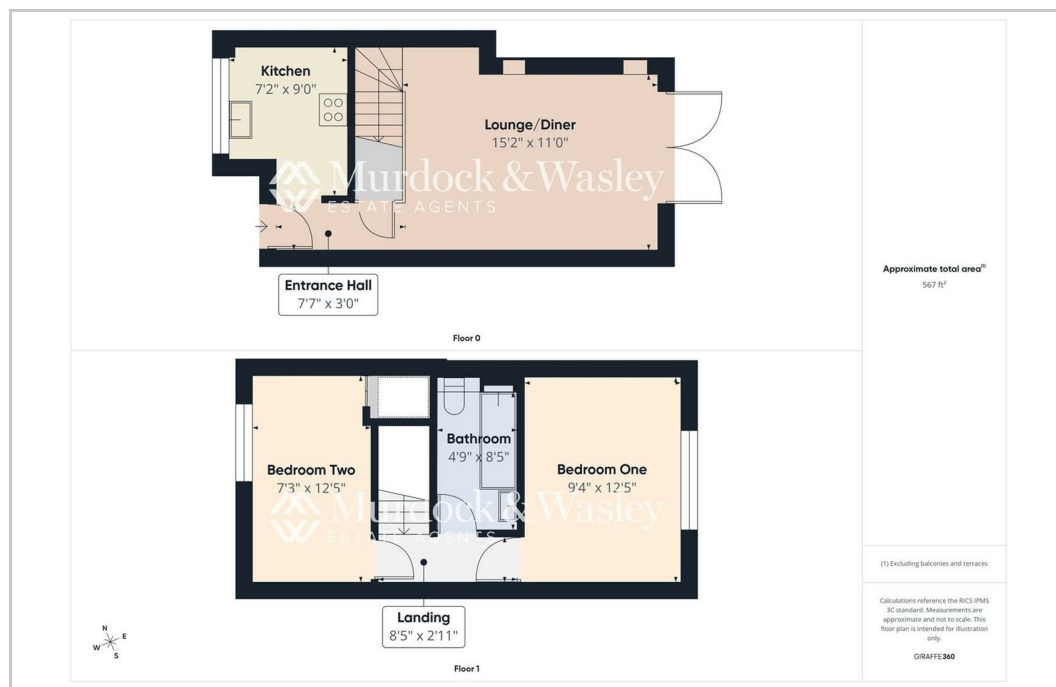 Kitchen
7'2" x 9'0"
Lounge/Diner
15'2" x 11'0"
Murdock & Wasley
ESTATE AGENTS
Entrance Hall
7'7" x 3'0"
Floor 0
Approximate total area(1)
567 ft²
Bathroom
4'9" x 8'5"
Bedroom Two
7'3" x 12'5"
Bedroom One
9'4" x 12'5"
Murdock & Wasley
ESTATE AGENTS
Landing
8'5" x 2'11"
Floor 1
N
E
W
S
(1) Excluding balconies and terraces
Calculations reference the RICS IPMS
3C standard. Measurements are
approximate and not to scale. This
floor plan is intended for illustration
only.
GIRAFFE360